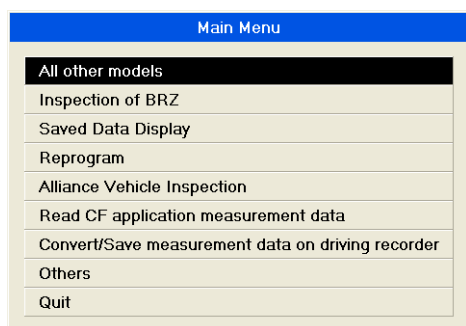 Main Menu
All other models
Inspection of BRZ
Saved Data Display
Reprogram
Alliance Vehicle Inspection
Read CF application measurement data
Convert/Save measurement data on driving recorder
Others
Quit